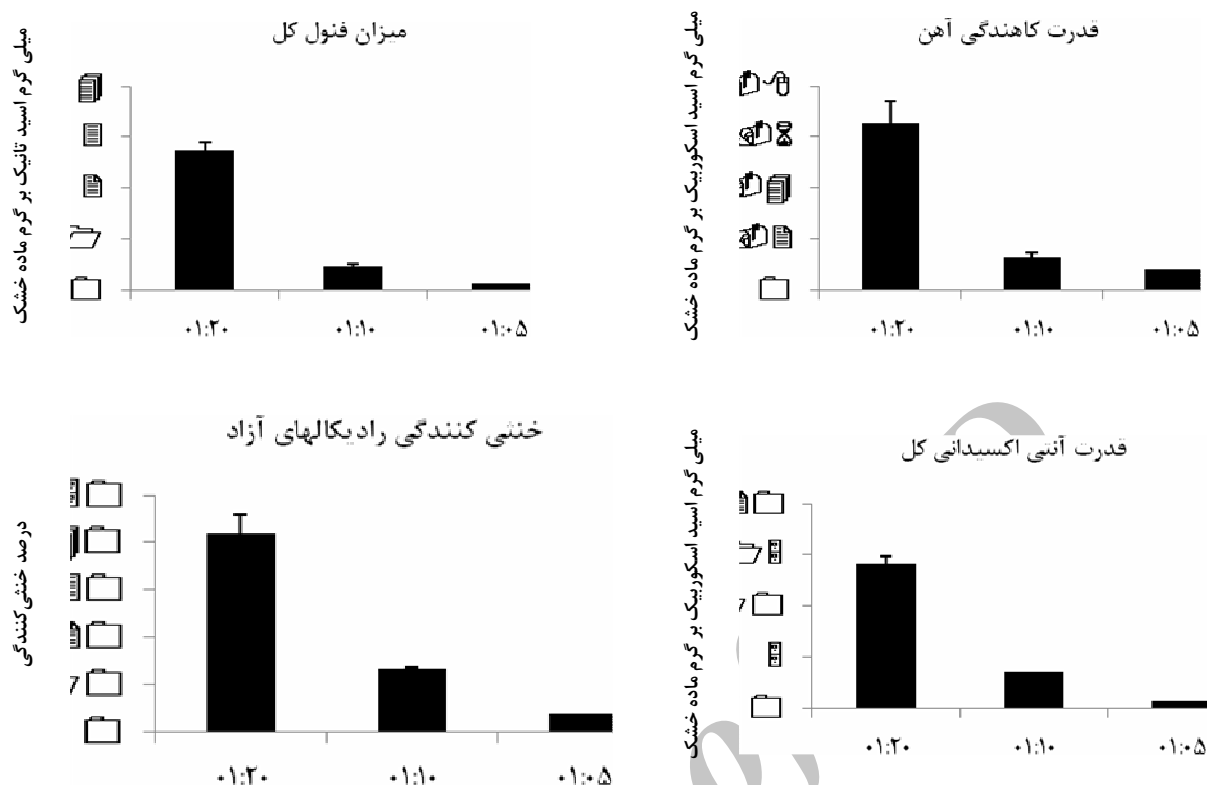 میزان فنول کل
میلی گرم اسید تانیک بر گرم ماده خشک
۰۱:۲۰ ۰۱:۱۰ ۰۱:۰۵
قدرت کاهندگی آهن
میلی گرم اسید اسکوربیک بر گرم ماده خشک
۰۱:۲۰ ۰۱:۱۰ ۰۱:۰۵
خنثی کنندگی رادیکالهای آزاد
درصد خنثی کنندگی
۰۱:۲۰ ۰۱:۱۰ ۰۱:۰۵
قدرت آنتی اکسیدانی کل
میلی گرم اسید اسکوربیک بر گرم ماده خشک
۰۱:۲۰ ۰۱:۱۰ ۰۱:۰۵